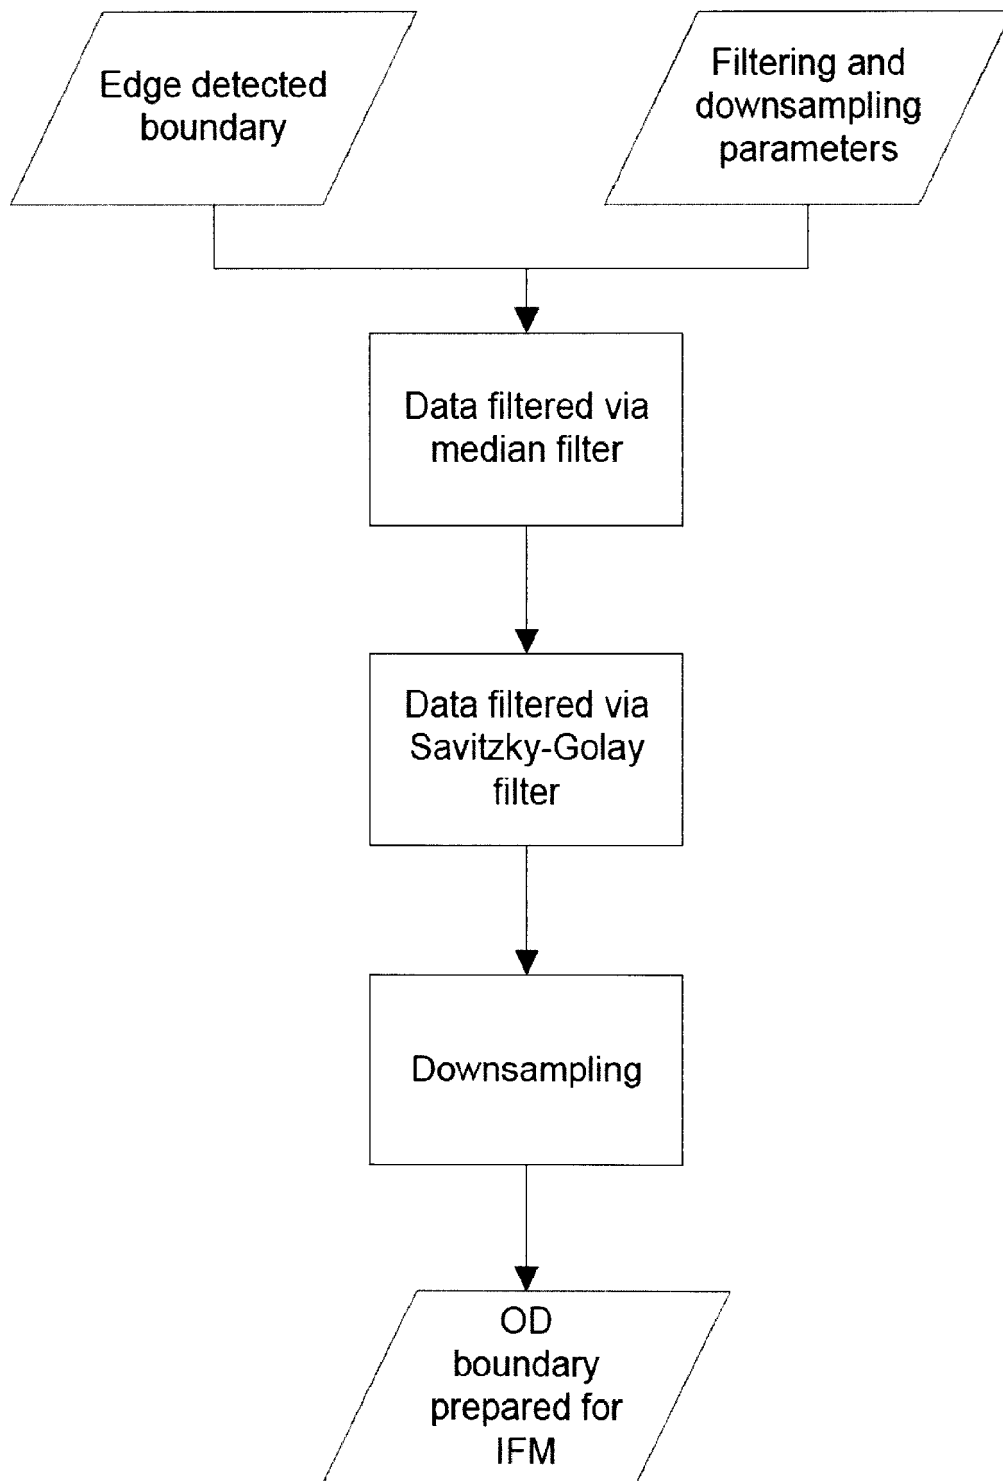 Edge detected
boundary
Filtering and
downsampling
parameters
Data filtered via
median filter
Data filtered via
Savitzky-Golay
filter
Downsampling
OD
boundary
prepared for
IFM